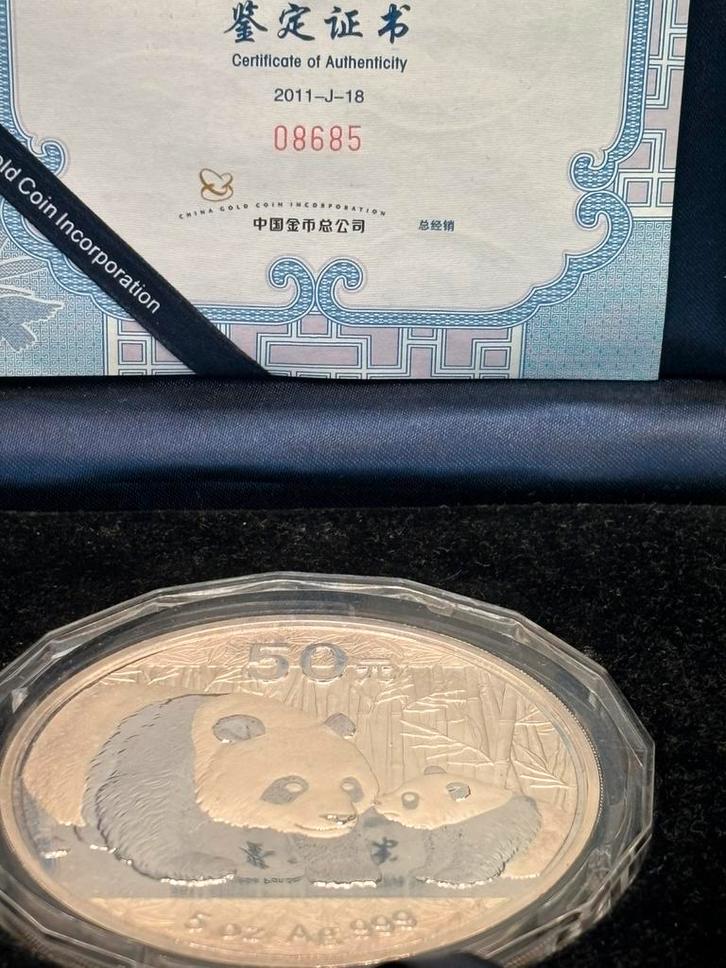 鉴定证书
Certificate of Authenticity
2011-J-18
08685
CHINA GOLD COIN INCORPORATION
中国金币总公司
总经销
Coin Incorporation
50元
5 oz Ag .999